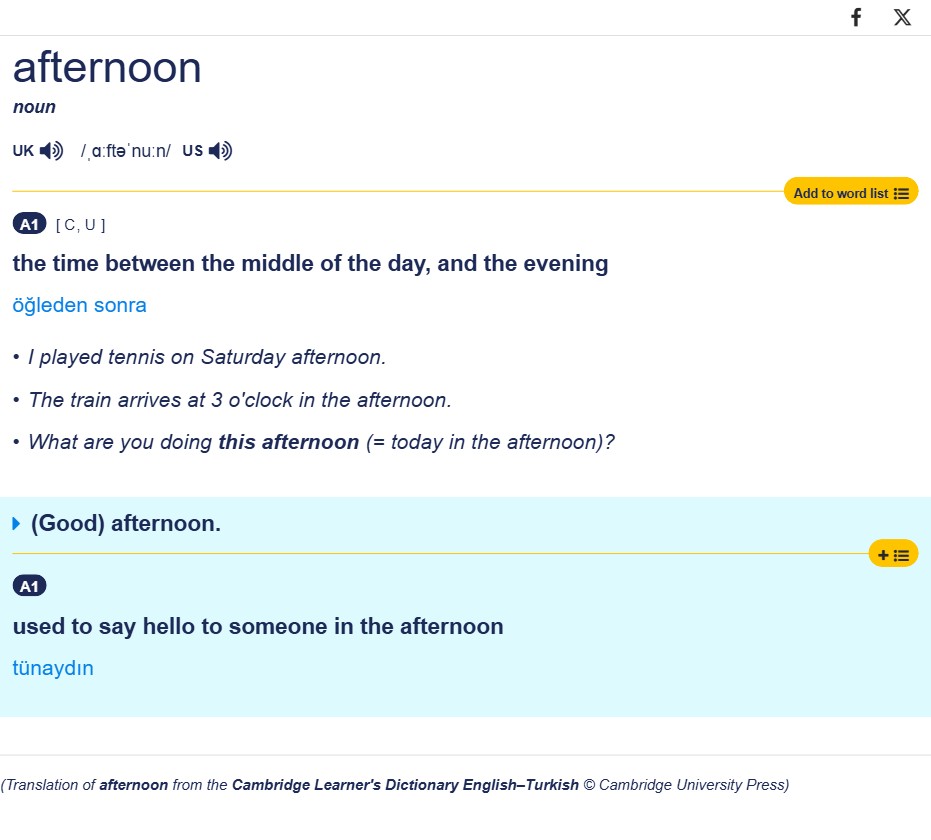 afternoon
noun
UK /ˌɑːftəˈnuːn/ US
Add to word list
A1 [ C, U ]
the time between the middle of the day, and the evening
öğleden sonra
• I played tennis on Saturday afternoon.
• The train arrives at 3 o'clock in the afternoon.
• What are you doing this afternoon (= today in the afternoon)?
(Good) afternoon.
A1
used to say hello to someone in the afternoon
tünaydın
(Translation of afternoon from the Cambridge Learner's Dictionary English–Turkish © Cambridge University Press)